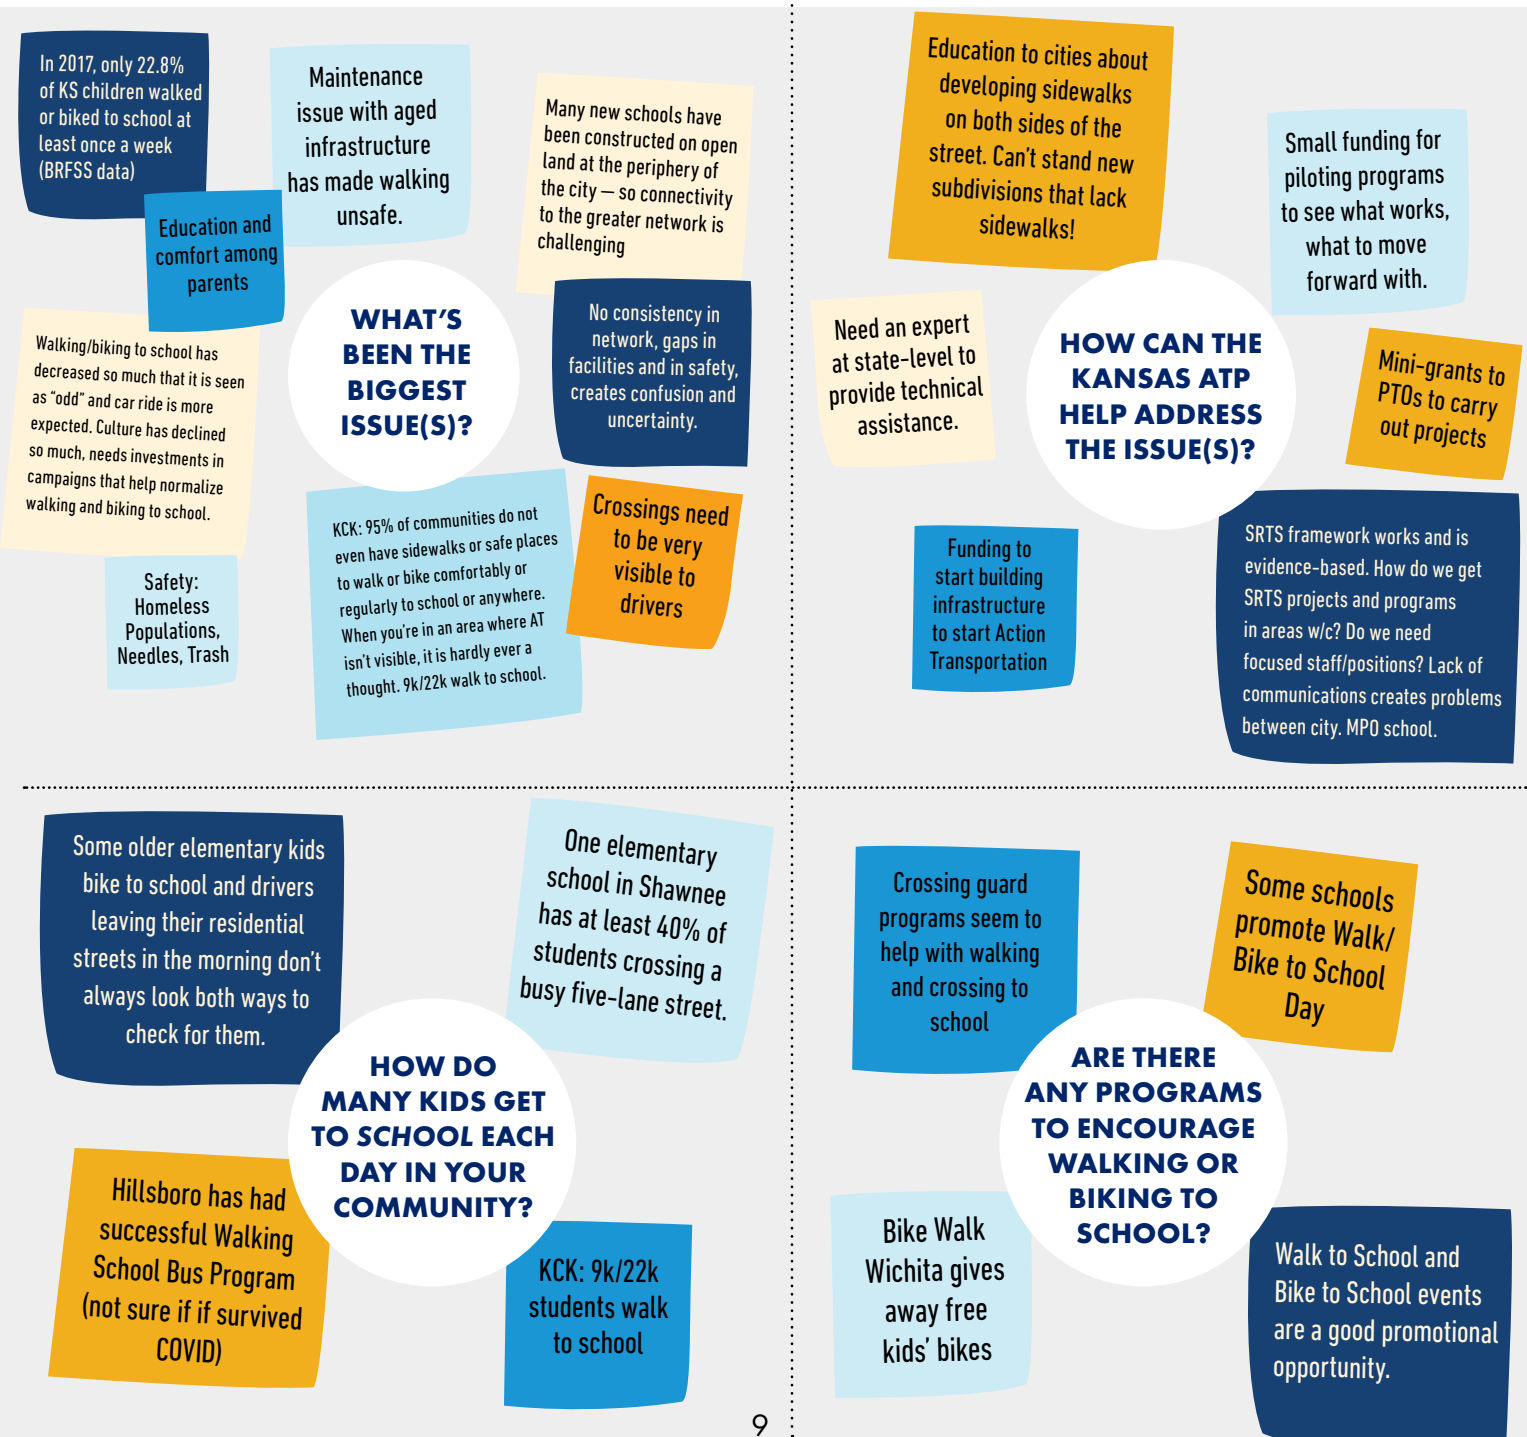 In 2017, only 22.8%
of KS children walked
or biked to school at
least once a week
(BRFSS data)
Maintenance
issue with aged
infrastructure
has made walking
unsafe.
Many new schools have
been constructed on open
land at the periphery of
the city — so connectivity
to the greater network is
challenging
Education and
comfort among
parents
WHAT'S
BEEN THE
BIGGEST
ISSUE(S)?
No consistency in
network, gaps in
facilities and in safety,
creates confusion and
uncertainty.
Walking/biking to school has
decreased so much that it is seen
as “odd” and car ride is more
expected. Culture has declined
so much, needs investments in
campaigns that help normalize
walking and biking to school.
KCK: 95% of communities do not
even have sidewalks or safe places
to walk or bike comfortably or
regularly to school or anywhere.
When you're in an area where AT
isn't visible, it is hardly ever a
thought. 9k/22k walk to school.
Crossings need
to be very
visible to
drivers
Safety:
Homeless
Populations,
Needles, Trash
Education to cities about
developing sidewalks
on both sides of the
street. Can't stand new
subdivisions that lack
sidewalks!
Small funding for
piloting programs
to see what works,
what to move
forward with.
Need an expert
at state-level to
provide technical
assistance.
HOW CAN THE
KANSAS ATP
HELP ADDRESS
THE ISSUE(S)?
Mini-grants to
PTOs to carry
out projects
Funding to
start building
infrastructure
to start Action
Transportation
SRTS framework works and is
evidence-based. How do we get
SRTS projects and programs
in areas w/c? Do we need
focused staff/positions? Lack of
communications creates problems
between city. MPO school.
Some older elementary kids
bike to school and drivers
leaving their residential
streets in the morning don't
always look both ways to
check for them.
One elementary
school in Shawnee
has at least 40% of
students crossing a
busy five-lane street.
HOW DO
MANY KIDS GET
TO SCHOOL EACH
DAY IN YOUR
COMMUNITY?
Hillsboro has had
successful Walking
School Bus Program
(not sure if if survived
COVID)
KCK: 9k/22k
students walk
to school
Crossing guard
programs seem to
help with walking
and crossing to
school
Some schools
promote Walk/
Bike to School
Day
ARE THERE
ANY PROGRAMS
TO ENCOURAGE
WALKING OR
BIKING TO
SCHOOL?
Bike Walk
Wichita gives
away free
kids' bikes
Walk to School and
Bike to School events
are a good promotional
opportunity.
9